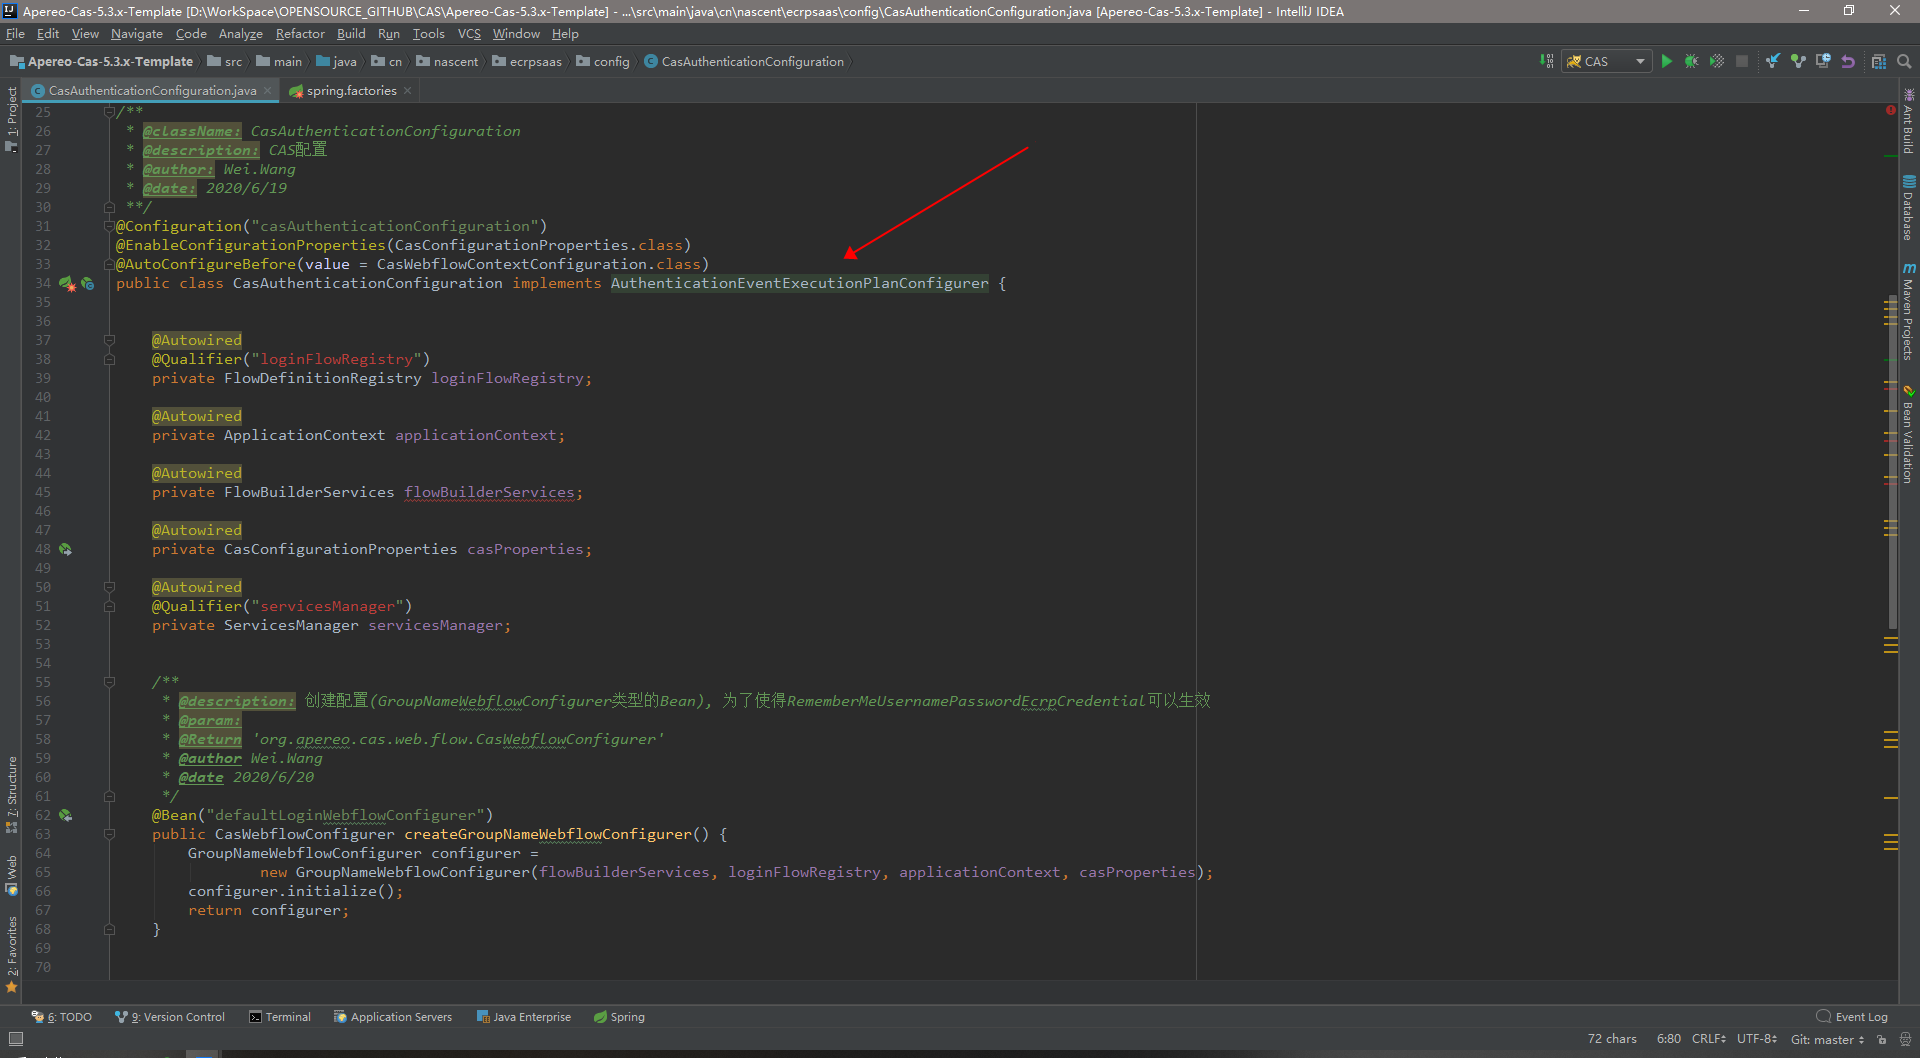 Apereo-Cas-5.3.x-Template [D:\WorkSpace\OPENSOURCE_GITHUB\CAS\Apereo-Cas-5.3.x-Template] - ...\src\main\java\cn\nascent\ecrpsaas\config\CasAuthenticationConfiguration.java [Apereo-Cas-5.3.x-Template] - IntelliJ IDEA
File Edit View Navigate Code Analyze Refactor Build Run Tools VCS Window Help
Apereo-Cas-5.3.x-Template src main java cn nascent ecrpsaas config CasAuthenticationConfiguration CAS
CasAuthenticationConfiguration.java spring.factories
1: Project
7: Structure
Web
2: Favorites
25 /**
26 * @className: CasAuthenticationConfiguration
27 * @description: CAS配置
28 * @author: Wei.Wang
29 * @date: 2020/6/19
30 **/
31 @Configuration("casAuthenticationConfiguration")
32 @EnableConfigurationProperties(CasConfigurationProperties.class)
33 @AutoConfigureBefore(value = CasWebflowContextConfiguration.class)
34 public class CasAuthenticationConfiguration implements AuthenticationEventExecutionPlanConfigurer {
35
36
37 @Autowired
38 @Qualifier("loginFlowRegistry")
39 private FlowDefinitionRegistry loginFlowRegistry;
40
41 @Autowired
42 private ApplicationContext applicationContext;
43
44 @Autowired
45 private FlowBuilderServices flowBuilderServices;
46
47 @Autowired
48 private CasConfigurationProperties casProperties;
49
50 @Autowired
51 @Qualifier("servicesManager")
52 private ServicesManager servicesManager;
53
54
55 /**
56 * @description: 创建配置(GroupNameWebflowConfigurer类型的Bean), 为了使得RememberMeUsernamePasswordEcrpCredential可以生效
57 * @param:
58 * @Return 'org.apereo.cas.web.flow.CasWebflowConfigurer'
59 * @author Wei.Wang
60 * @date 2020/6/20
61 */
62 @Bean("defaultLoginWebflowConfigurer")
63 public CasWebflowConfigurer createGroupNameWebflowConfigurer() {
64 GroupNameWebflowConfigurer configurer =
65 new GroupNameWebflowConfigurer(flowBuilderServices, loginFlowRegistry, applicationContext, casProperties);
66 configurer.initialize();
67 return configurer;
68 }
69
70
Ant Build
Database
Maven Projects
Bean Validation
6: TODO 9: Version Control Terminal Application Servers Java Enterprise Spring Event Log
72 chars 6:80 CRLF UTF-8 Git: master